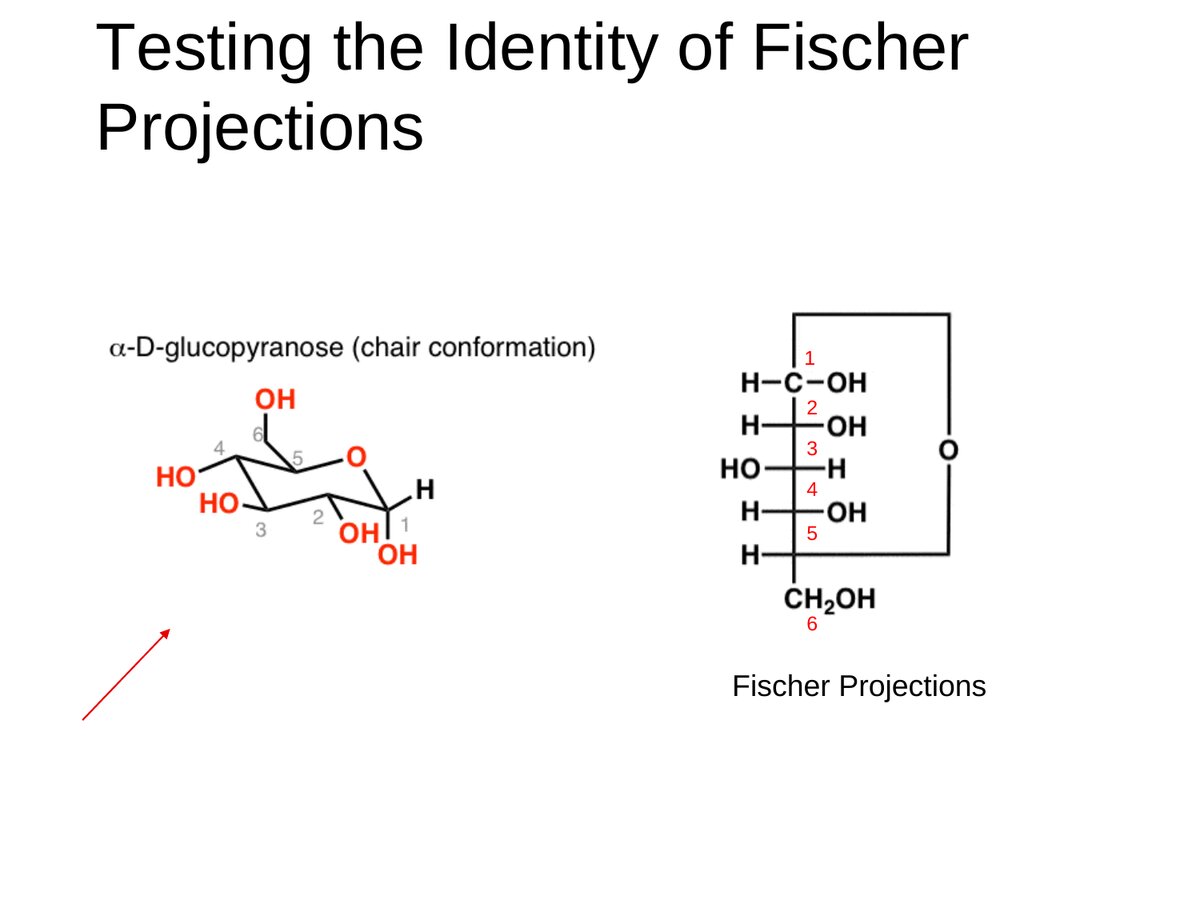 Testing the Identity of Fischer
Projections
α-D-glucopyranose (chair conformation)
OH
6
4
5
O
HO
HO
H
3
2
OH
1
OH
1
H–C–OH
2
H OH
3
HO H
O
4
H OH
5
H
CH₂OH
6
Fischer Projections